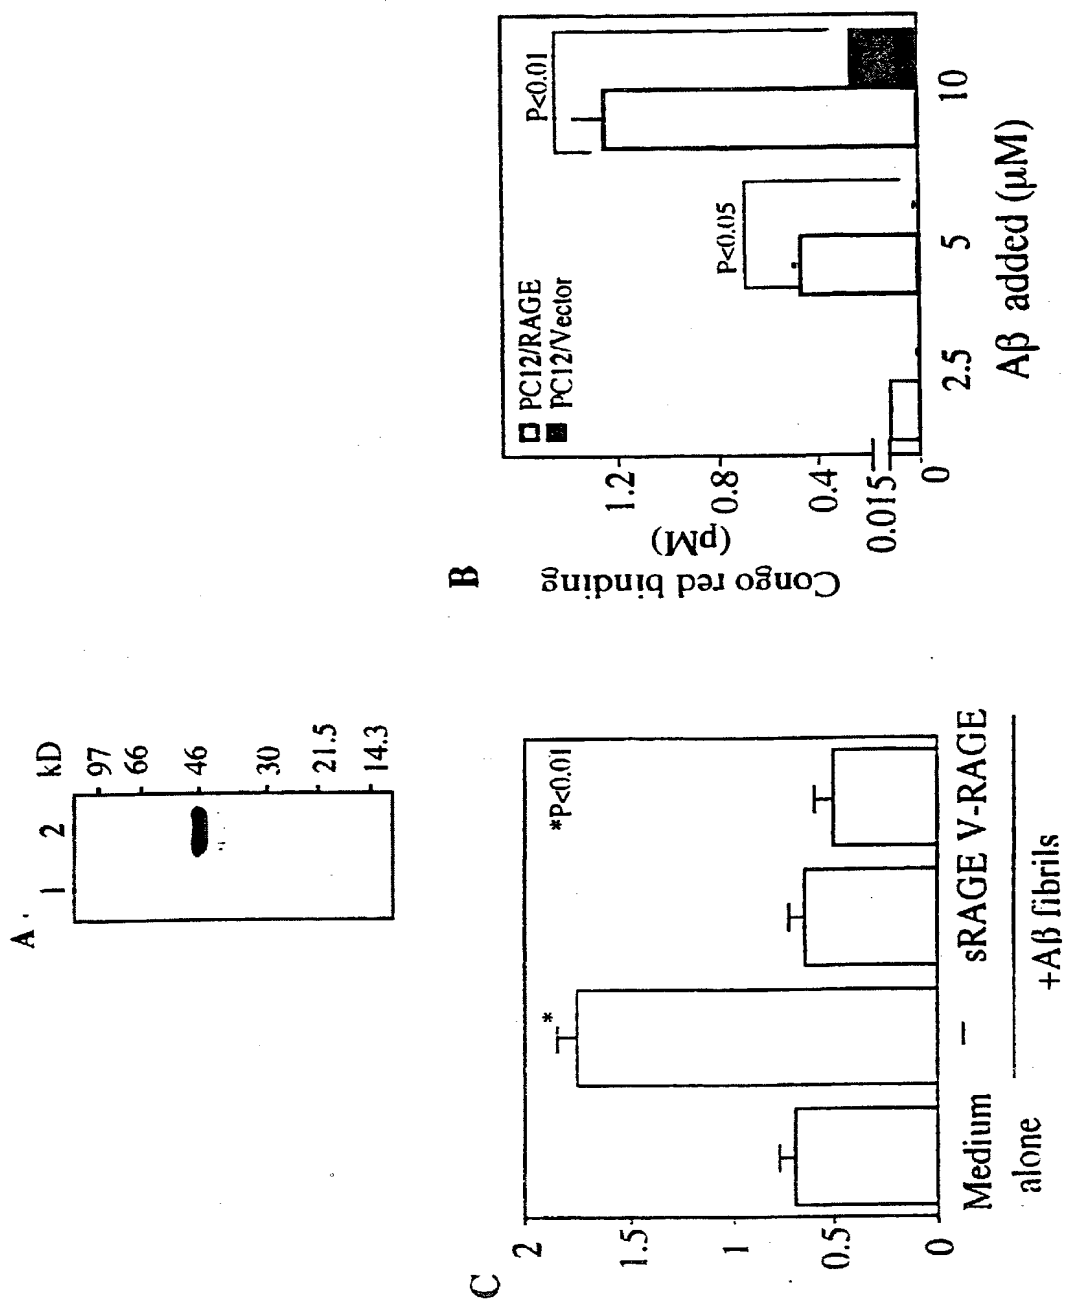 A
1 2 kD
97
66
46
30
21.5
14.3
B
Congo red binding
(pM)
1.2
0.8
0.4
0.015
0
PC12/RAGE
PC12/Vector
P<0.05
P<0.01
2.5 5 10
Aβ added (μM)
C
2
1.5
1
0.5
0
*
*P<0.01
Medium – sRAGE V-RAGE
alone
+Aβ fibrils